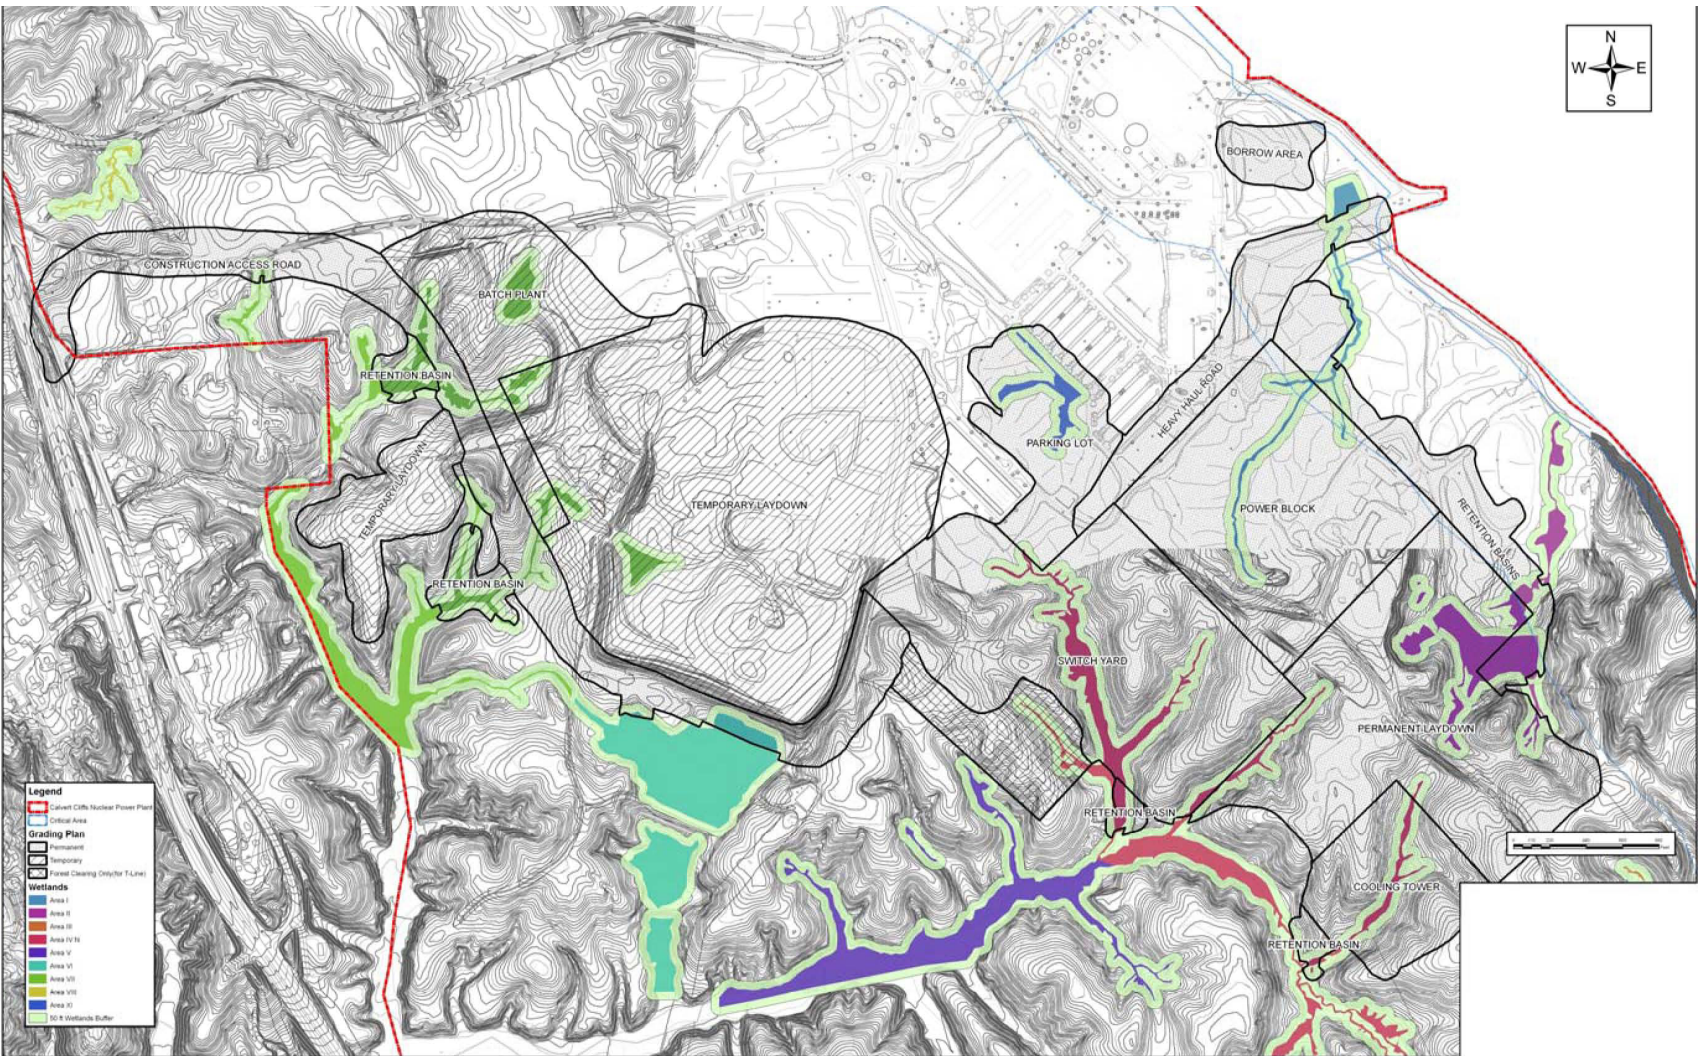 N
W E
S
BORROW AREA
CONSTRUCTION ACCESS ROAD
BATCH PLANT
RETENTION BASIN
HEAVY HAUL ROAD
PARKING LOT
TEMPORARY LAYDOWN
TEMPORARY LAYDOWN
POWER BLOCK
RETENTION BASINS
RETENTION BASIN
SWITCH YARD
PERMANENT LAYDOWN
RETENTION BASIN
COOLING TOWER
RETENTION BASIN
Legend
Calvert Cliffs Nuclear Power Plant
Critical Area
Grading Plan
Permanent
Temporary
Forest Clearing Only(for T-Line)
Wetlands
Area I
Area II
Area III
Area IV N
Area V
Area VI
Area VII
Area VIII
Area XI
50 ft Wetlands Buffer